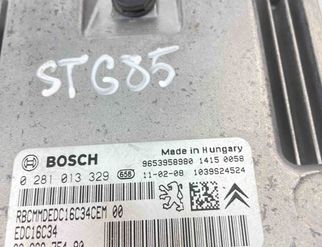 STG85
Made in Hungary
BOSCH
9653958980 1415 0058
0 281 013 329 658 11-02-08 1039S24524
RBCMMDEDC16C34CEM 00
EDC16C34